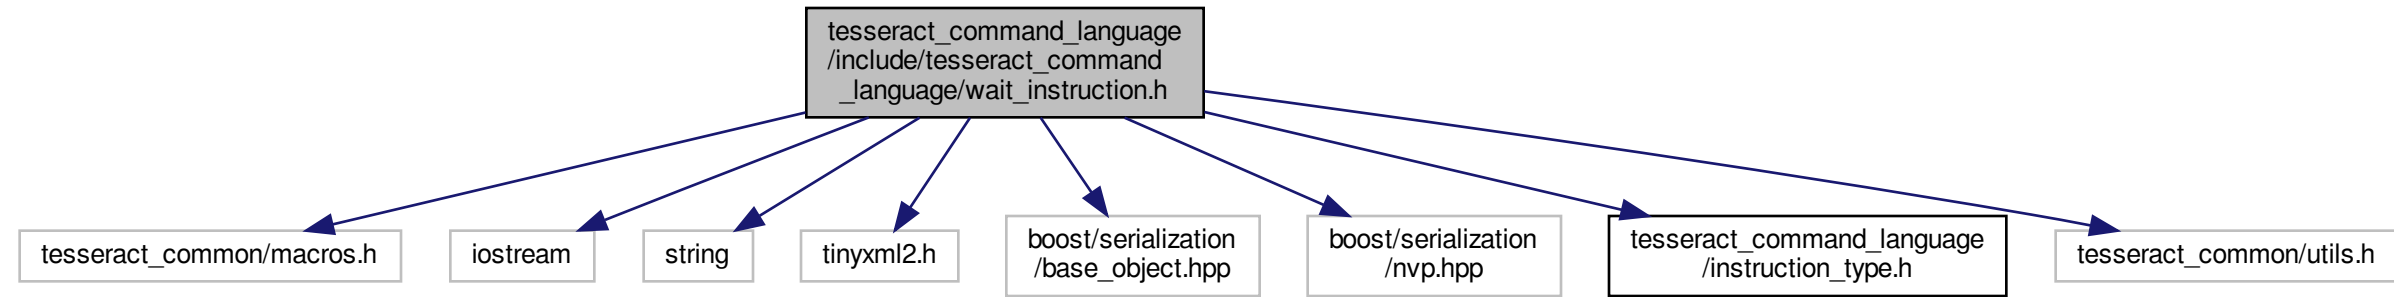 tesseract_command_language
/include/tesseract_command
_language/wait_instruction.h
tesseract_common/macros.h
iostream
string
tinyxml2.h
boost/serialization
/base_object.hpp
boost/serialization
/nvp.hpp
tesseract_command_language
/instruction_type.h
tesseract_common/utils.h